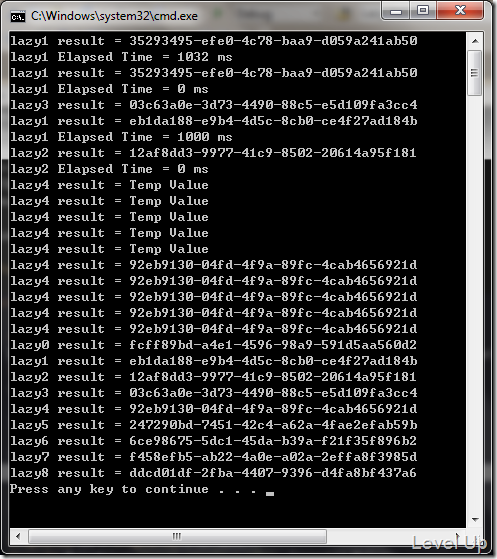 C:\Windows\system32\cmd.exe
lazy1 result = 35293495-efe0-4c78-baa9-d059a241ab50
lazy1 Elapsed Time = 1032 ms
lazy1 result = 35293495-efe0-4c78-baa9-d059a241ab50
lazy1 Elapsed Time = 0 ms
lazy3 result = 03c63a0e-3d73-4490-88c5-e5d109fa3cc4
lazy1 result = eb1da188-e9b4-4d5c-8cb0-ce4f27ad184b
lazy1 Elapsed Time = 1000 ms
lazy2 result = 12af8dd3-9977-41c9-8502-20614a95f181
lazy2 Elapsed Time = 0 ms
lazy4 result = Temp Value
lazy4 result = Temp Value
lazy4 result = Temp Value
lazy4 result = Temp Value
lazy4 result = Temp Value
lazy4 result = 92eb9130-04fd-4f9a-89fc-4cab4656921d
lazy4 result = 92eb9130-04fd-4f9a-89fc-4cab4656921d
lazy4 result = 92eb9130-04fd-4f9a-89fc-4cab4656921d
lazy4 result = 92eb9130-04fd-4f9a-89fc-4cab4656921d
lazy4 result = 92eb9130-04fd-4f9a-89fc-4cab4656921d
lazy0 result = fcff89bd-a4e1-4596-98a9-591d5aa560d2
lazy1 result = eb1da188-e9b4-4d5c-8cb0-ce4f27ad184b
lazy2 result = 12af8dd3-9977-41c9-8502-20614a95f181
lazy3 result = 03c63a0e-3d73-4490-88c5-e5d109fa3cc4
lazy4 result = 92eb9130-04fd-4f9a-89fc-4cab4656921d
lazy5 result = 247290bd-7451-42c4-a62a-4fae2efab59b
lazy6 result = 6ce98675-5dc1-45da-b39a-f21f35f896b2
lazy7 result = f458efb5-ab22-4a0e-a02a-2effa8f3985d
lazy8 result = ddcd01df-2fba-4407-9396-d4fa8bf437a6
Press any key to continue . . .
Level Up